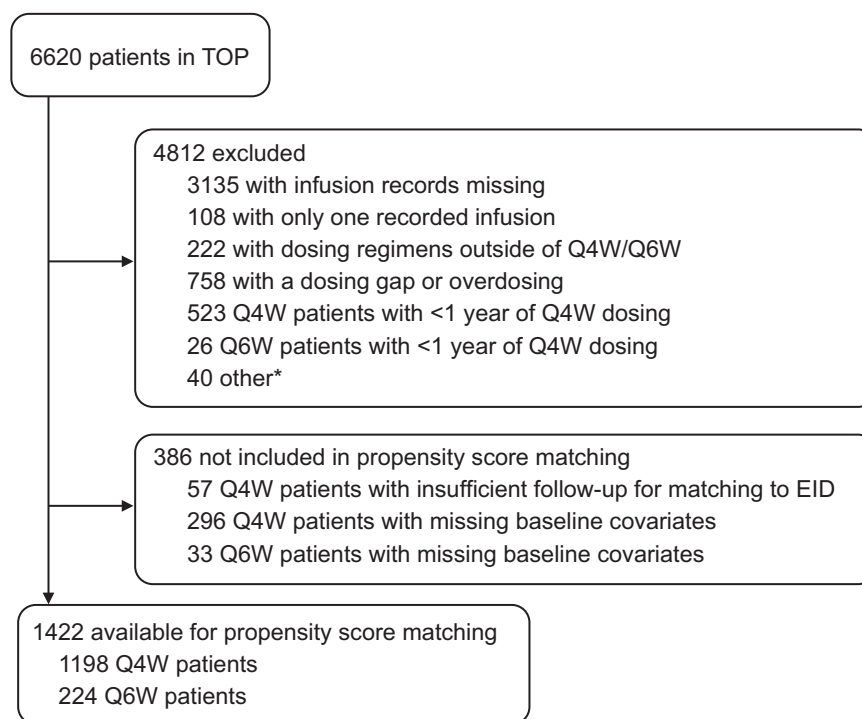 6620 patients in TOP
4812 excluded
3135 with infusion records missing
108 with only one recorded infusion
222 with dosing regimens outside of Q4W/Q6W
758 with a dosing gap or overdosing
523 Q4W patients with <1 year of Q4W dosing
26 Q6W patients with <1 year of Q4W dosing
40 other*
386 not included in propensity score matching
57 Q4W patients with insufficient follow-up for matching to EID
296 Q4W patients with missing baseline covariates
33 Q6W patients with missing baseline covariates
1422 available for propensity score matching
1198 Q4W patients
224 Q6W patients